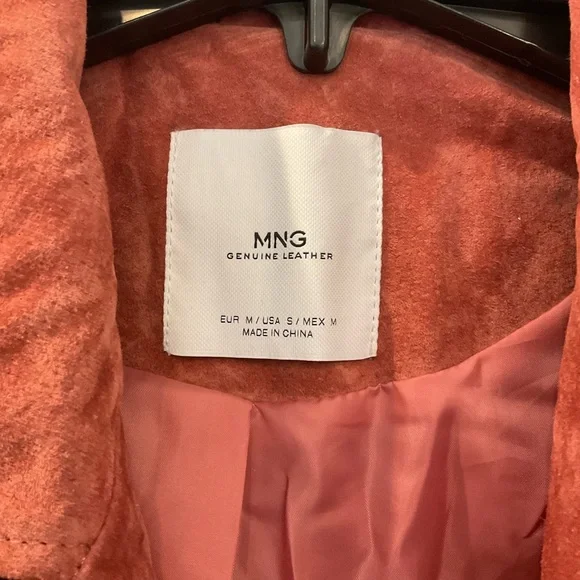 MNG
GENUINE LEATHER
EUR M / USA S / MEX M
MADE IN CHINA